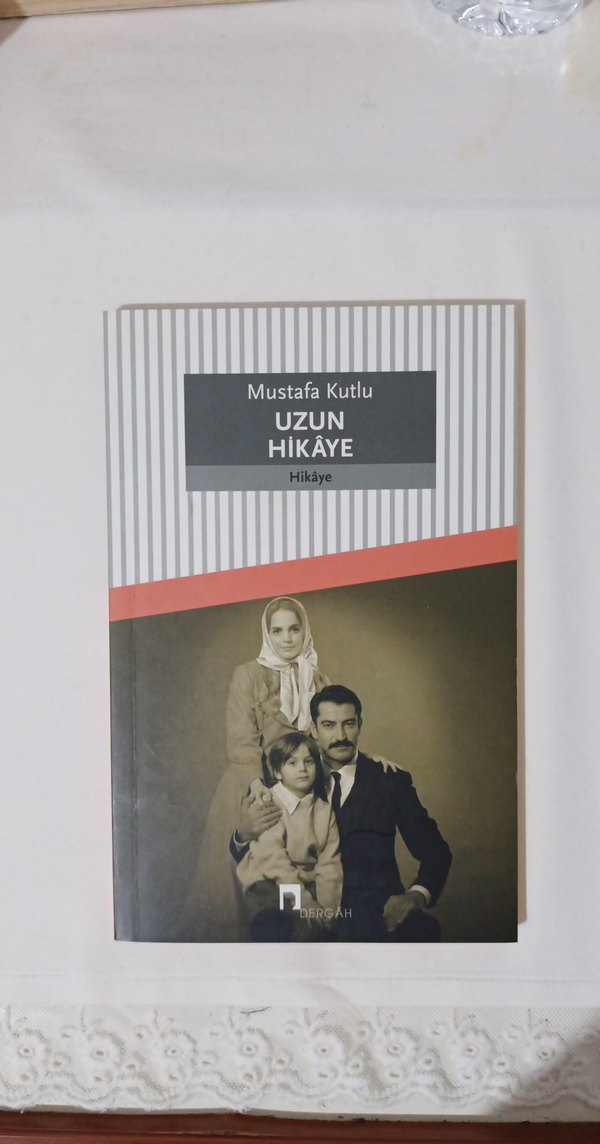 Mustafa Kutlu
UZUN
HİKÂYE
Hikâye
DERGÂH